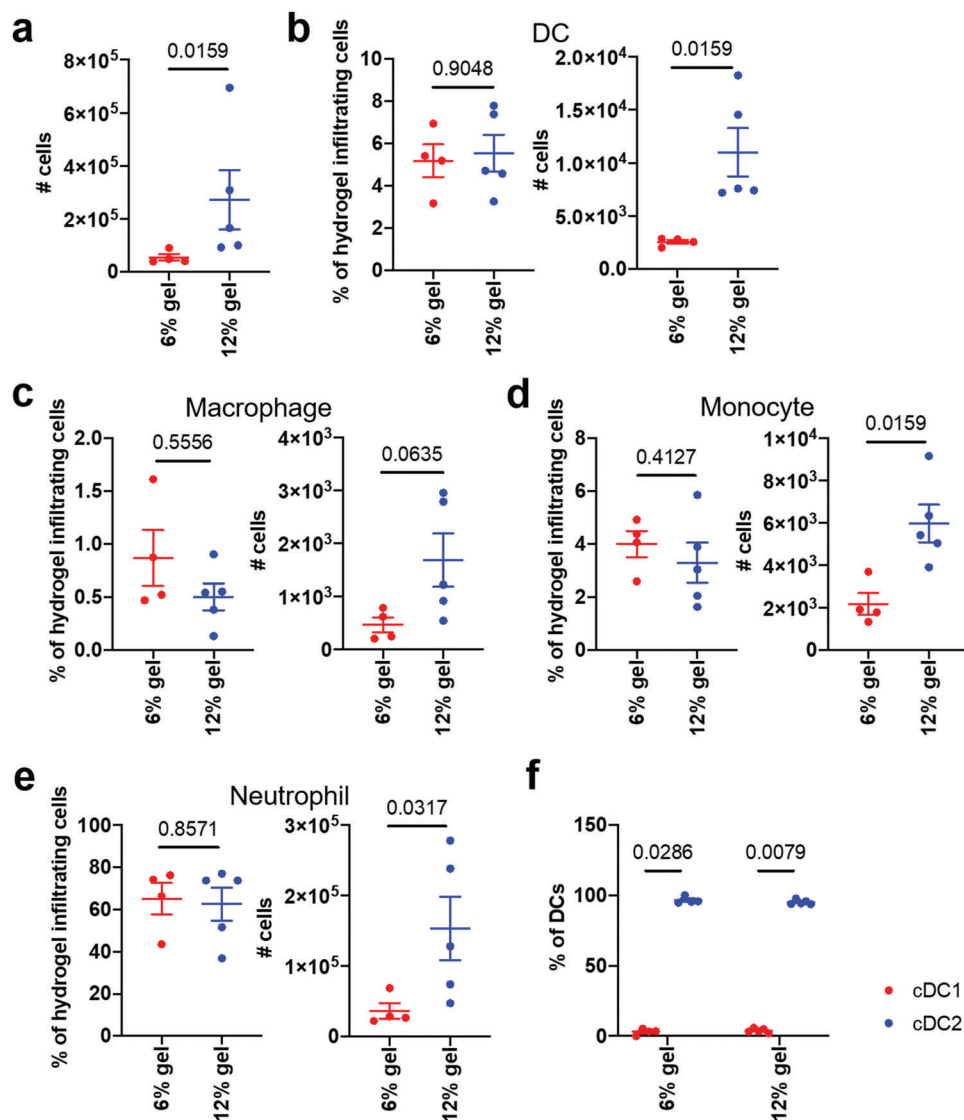 a
# cells
8×10⁵
6×10⁵
4×10⁵
2×10⁵
0
0.0159
6% gel
12% gel
b
DC
% of hydrogel infiltrating cells
10
8
6
4
2
0
0.9048
6% gel
12% gel
# cells
2.0×10⁴
1.5×10⁴
1.0×10⁴
5.0×10³
0.0
0.0159
6% gel
12% gel
c
Macrophage
% of hydrogel infiltrating cells
2.0
1.5
1.0
0.5
0.0
0.5556
6% gel
12% gel
# cells
4×10³
3×10³
2×10³
1×10³
0
0.0635
6% gel
12% gel
d
Monocyte
% of hydrogel infiltrating cells
8
6
4
2
0
0.4127
6% gel
12% gel
# cells
1×10⁴
8×10³
6×10³
4×10³
2×10³
0
0.0159
6% gel
12% gel
e
Neutrophil
% of hydrogel infiltrating cells
100
80
60
40
20
0
0.8571
6% gel
12% gel
# cells
3×10⁵
2×10⁵
1×10⁵
0
0.0317
6% gel
12% gel
f
% of DCs
150
100
50
0
0.0286
0.0079
6% gel
12% gel
cDC1
cDC2